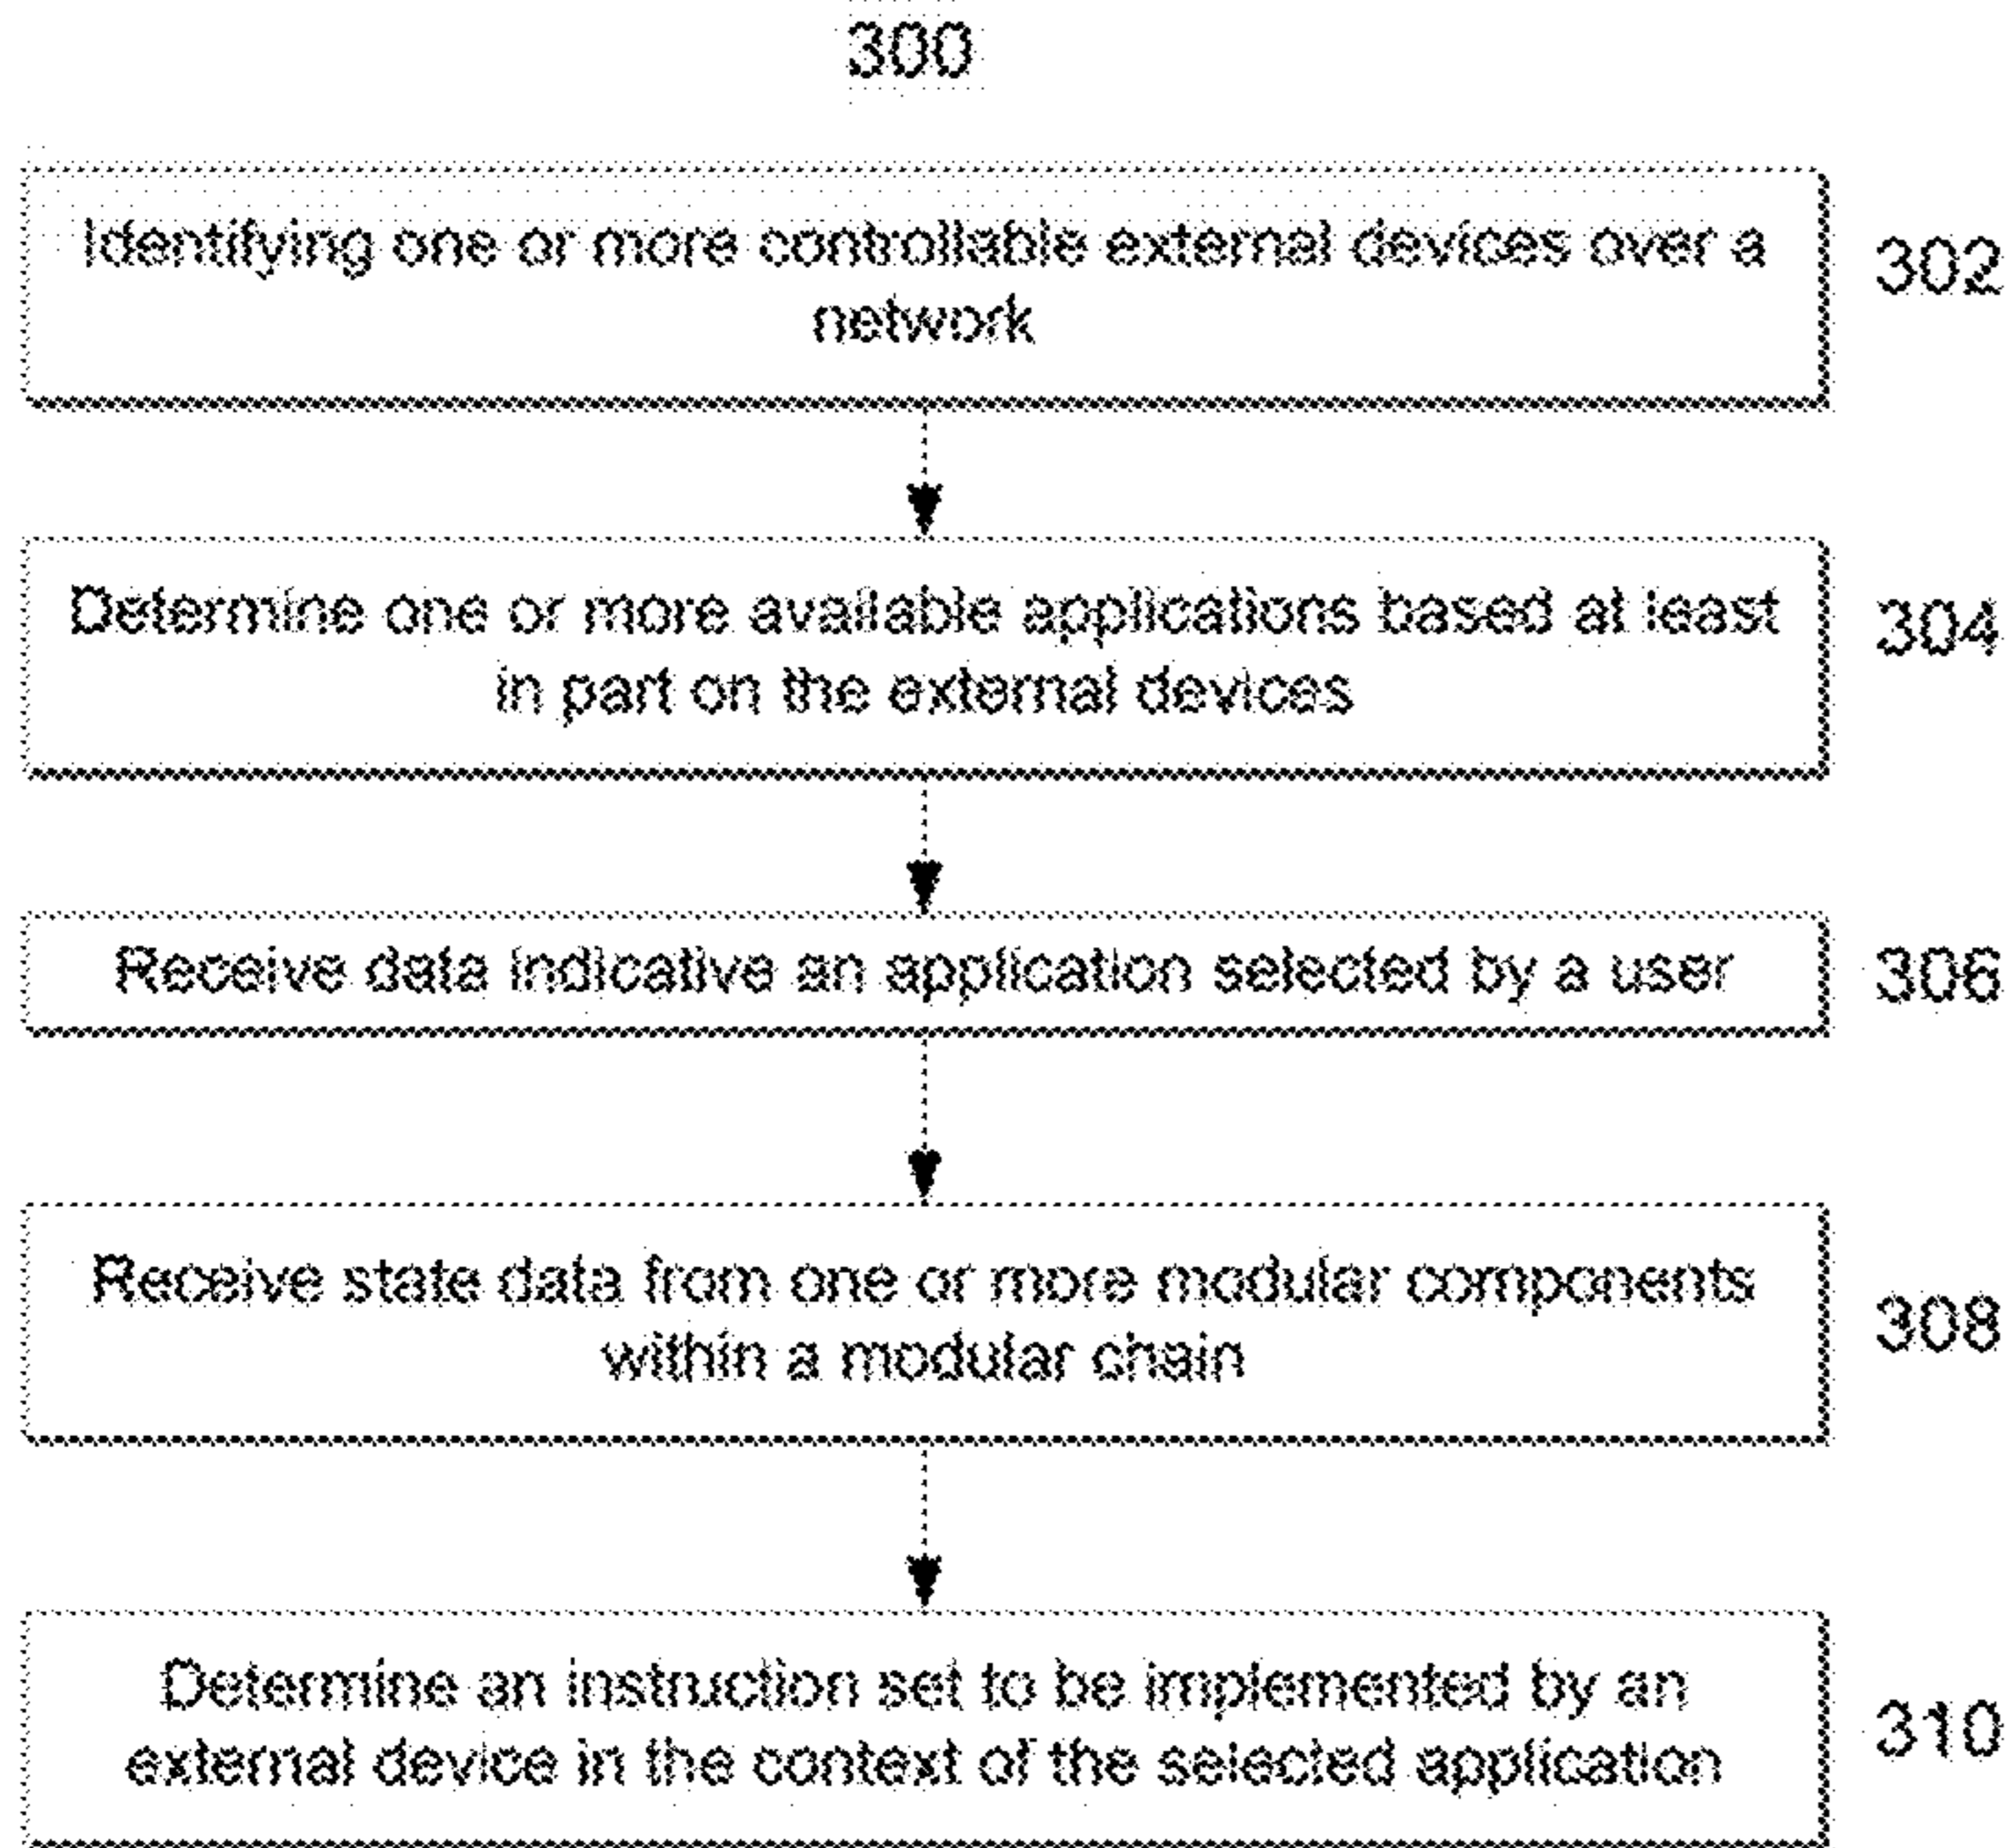 300
Identifying one or more controllable external devices over a
network
302
Determine one or more available applications based at least
in part on the external devices
304
Receive data indicative an application selected by a user
306
Receive state data from one or more modular components
within a modular chain
308
Determine an instruction set to be implemented by an
external device in the context of the selected application
310